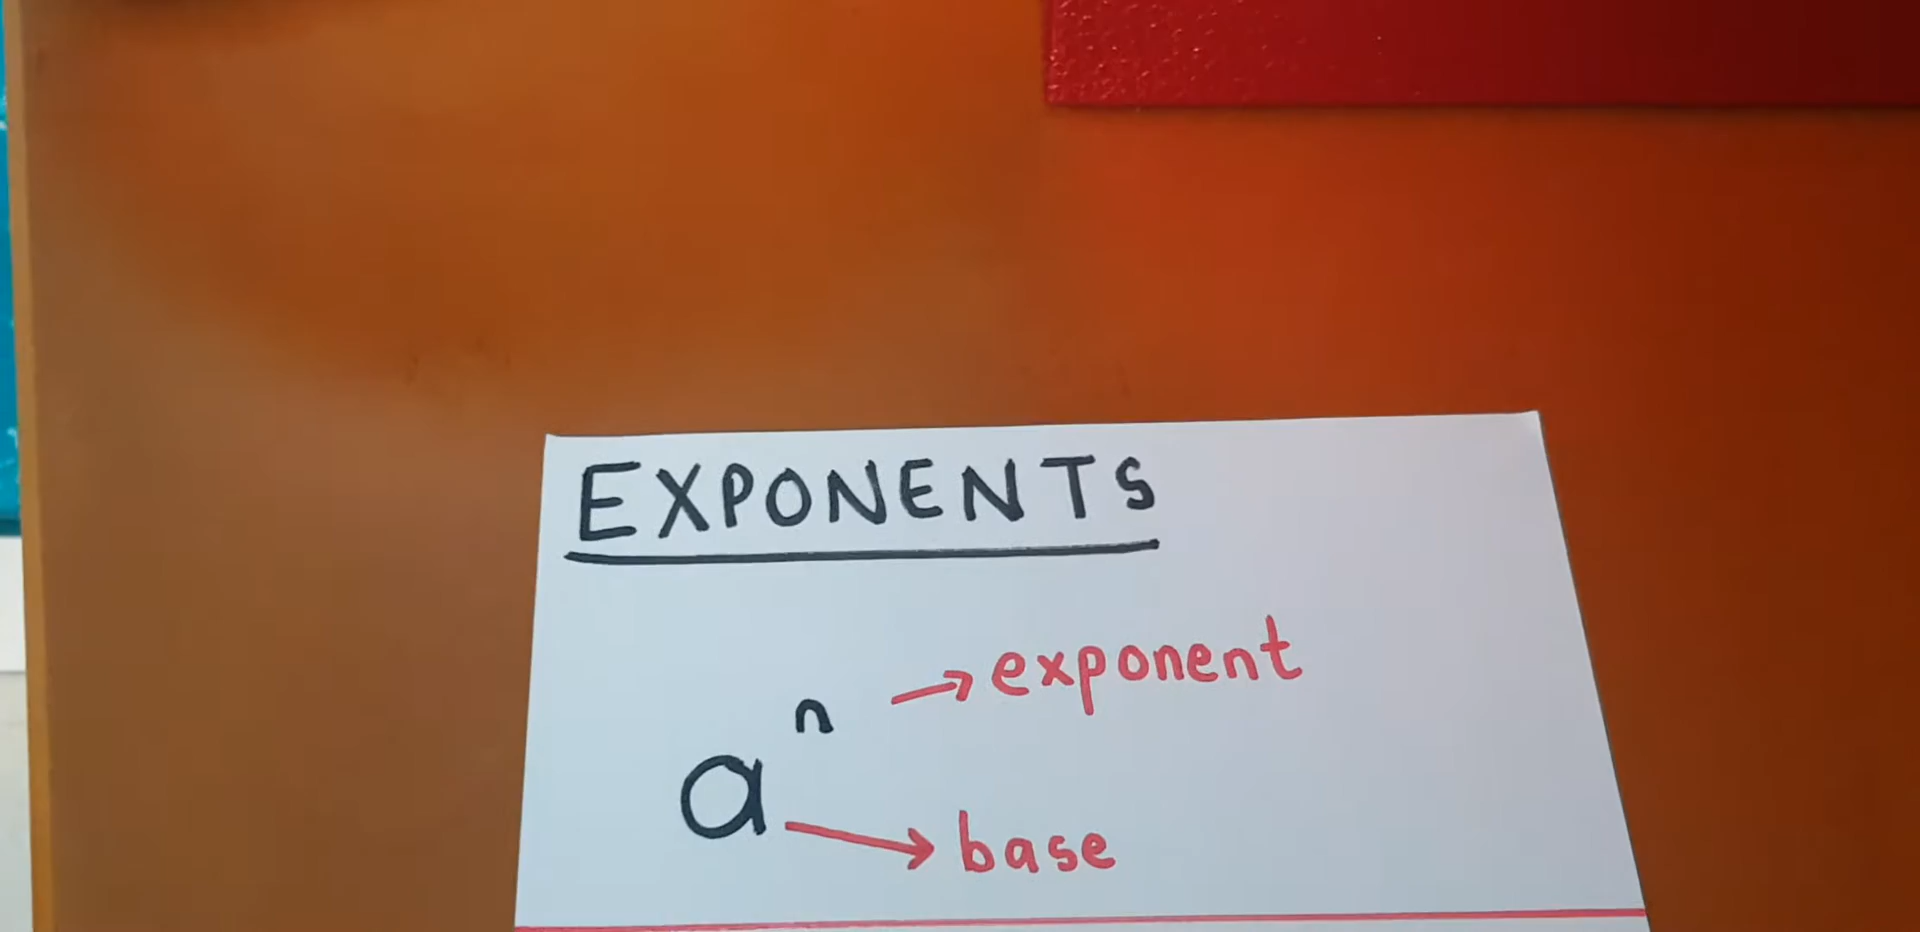 EXPONENTS
n → exponent
a → base